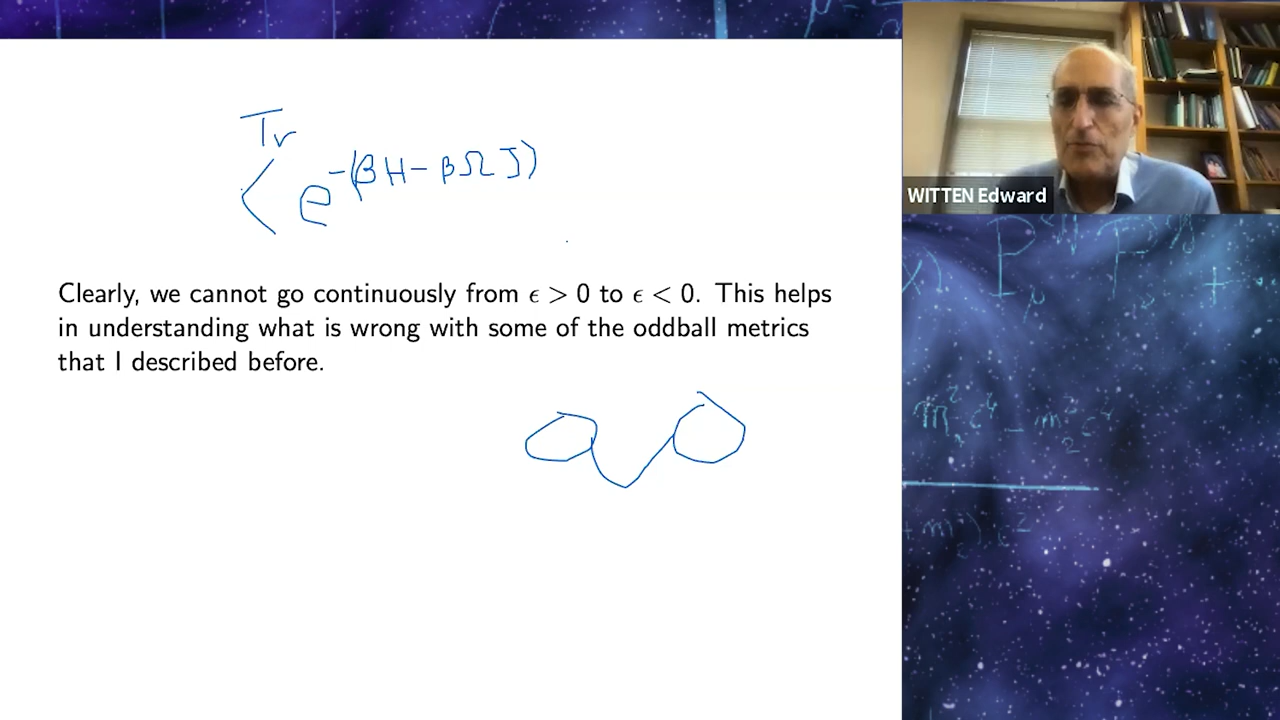 Tr
< e^{-(βH - βΩJ)}
Clearly, we cannot go continuously from ϵ > 0 to ϵ < 0. This helps
in understanding what is wrong with some of the oddball metrics
that I described before.
WITTEN Edward